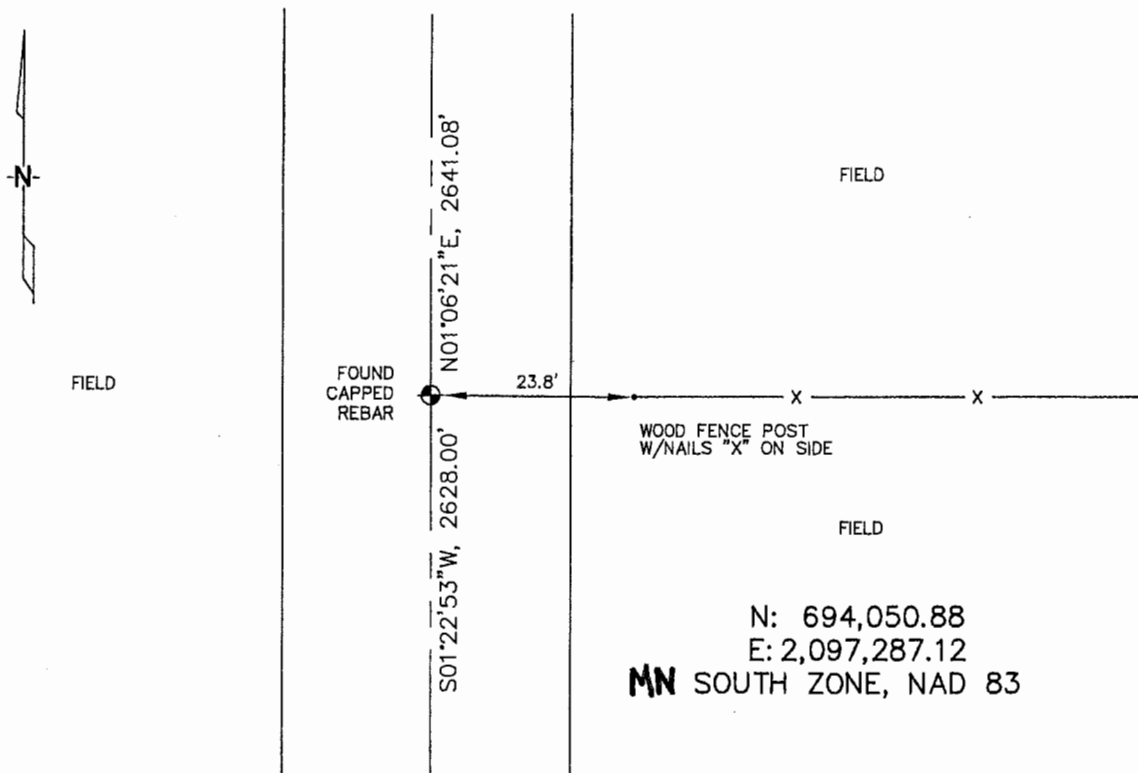 N
N01°06'21"E, 2641.08'
FIELD
FIELD
FOUND
CAPPED
REBAR
23.8'
X
X
WOOD FENCE POST
W/NAILS "X" ON SIDE
S01°22'53"W, 2628.00'
FIELD
N: 694,050.88
E: 2,097,287.12
MN SOUTH ZONE, NAD 83